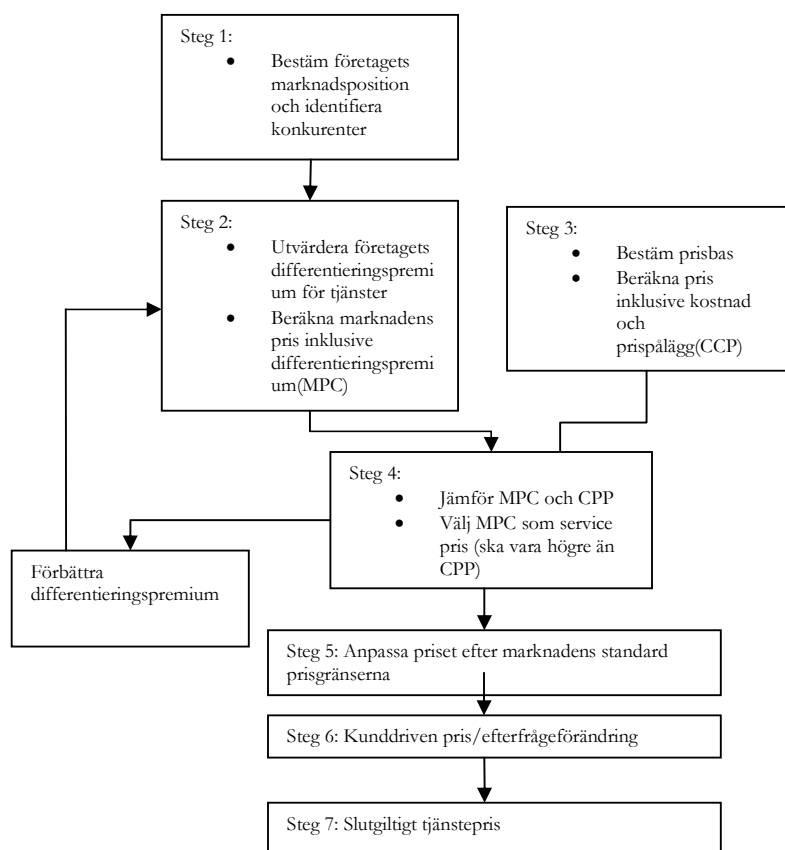 Steg 1:
• Bestäm företagets
marknadsposition
och identifiera
konkurenter
Steg 2:
• Utvärdera företagets
differentieringspremi
um för tjänster
• Beräkna marknadens
pris inklusive
differentieringspremi
um(MPC)
Steg 3:
• Bestäm prisbas
• Beräkna pris
inklusive kostnad
och
prispålägg(CCP)
Steg 4:
• Jämför MPC och CPP
• Välj MPC som service
pris (ska vara högre än
CPP)
Förbättra
differentieringspremium
Steg 5: Anpassa priset efter marknadens standard
prisgränserna
Steg 6: Kunddriven pris/efterfrågeförändring
Steg 7: Slutgiltigt tjänstepris